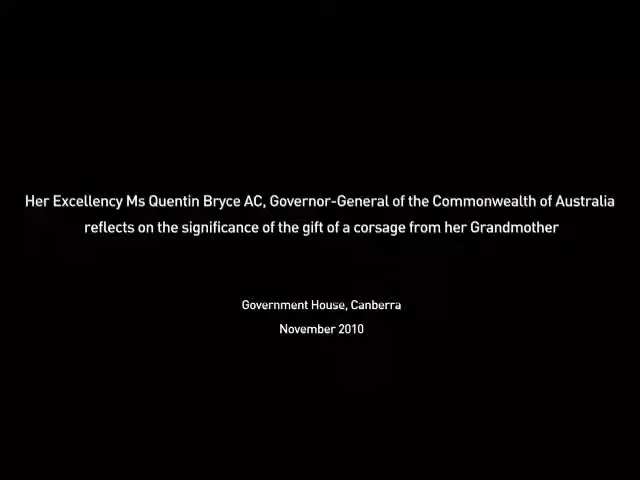 Her Excellency Ms Quentin Bryce AC, Governor-General of the Commonwealth of Australia
reflects on the significance of the gift of a corsage from her Grandmother
Government House, Canberra
November 2010